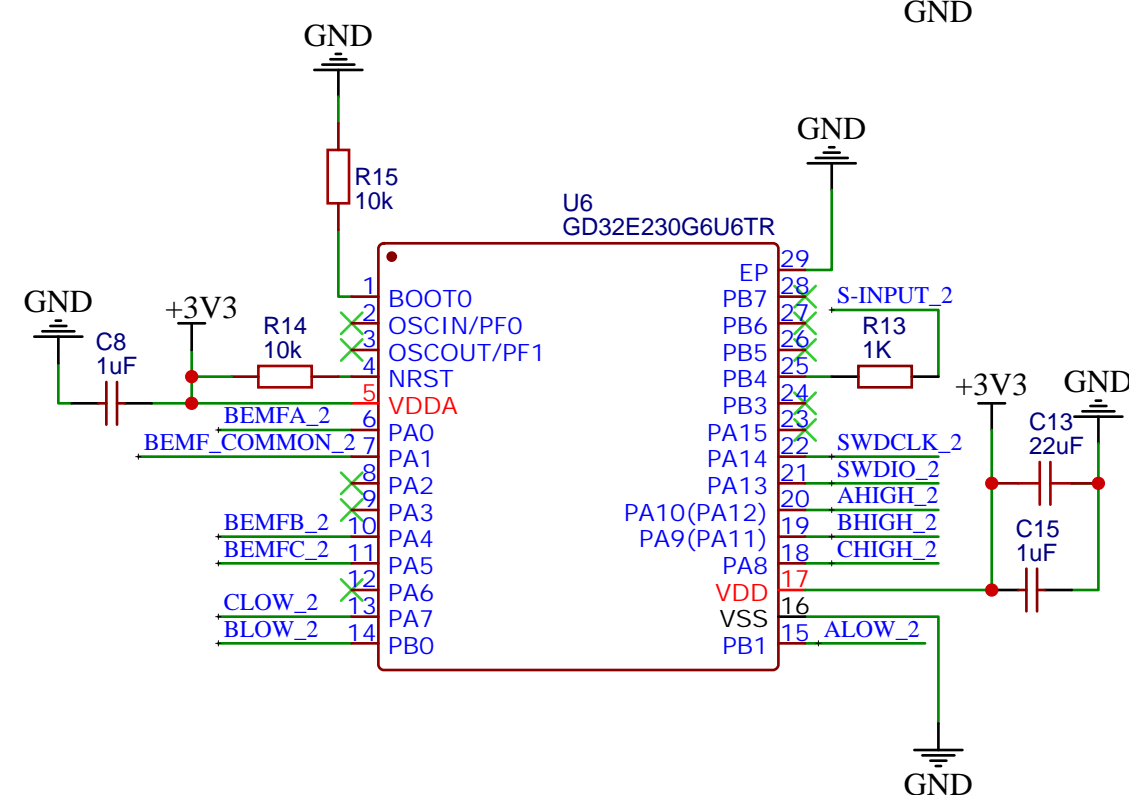 GND
GND
R15
10k
GND
U6
GD32E230G6U6TR
GND
+3V3
C8
1uF
R14
10k
1
BOOT0
2
OSCIN/PF0
3
OSCOUT/PF1
4
NRST
5
VDDA
BEMFA_2
6
PA0
BEMF_COMMON_2
7
PA1
8
PA2
9
PA3
BEMFB_2
10
PA4
BEMFC_2
11
PA5
12
PA6
CLOW_2
13
PA7
BLOW_2
14
PB0
EP
29
PB7
28
S-INPUT_2
PB6
27
R13
1K
PB5
26
PB4
25
PB3
24
PA15
23
PA14
22
SWDCLK_2
PA13
21
SWDIO_2
PA10(PA12)
20
AHIGH_2
PA9(PA11)
19
BHIGH_2
PA8
18
CHIGH_2
VDD
17
VSS
16
PB1
15
ALOW_2
+3V3
GND
C13
22uF
C15
1uF
GND